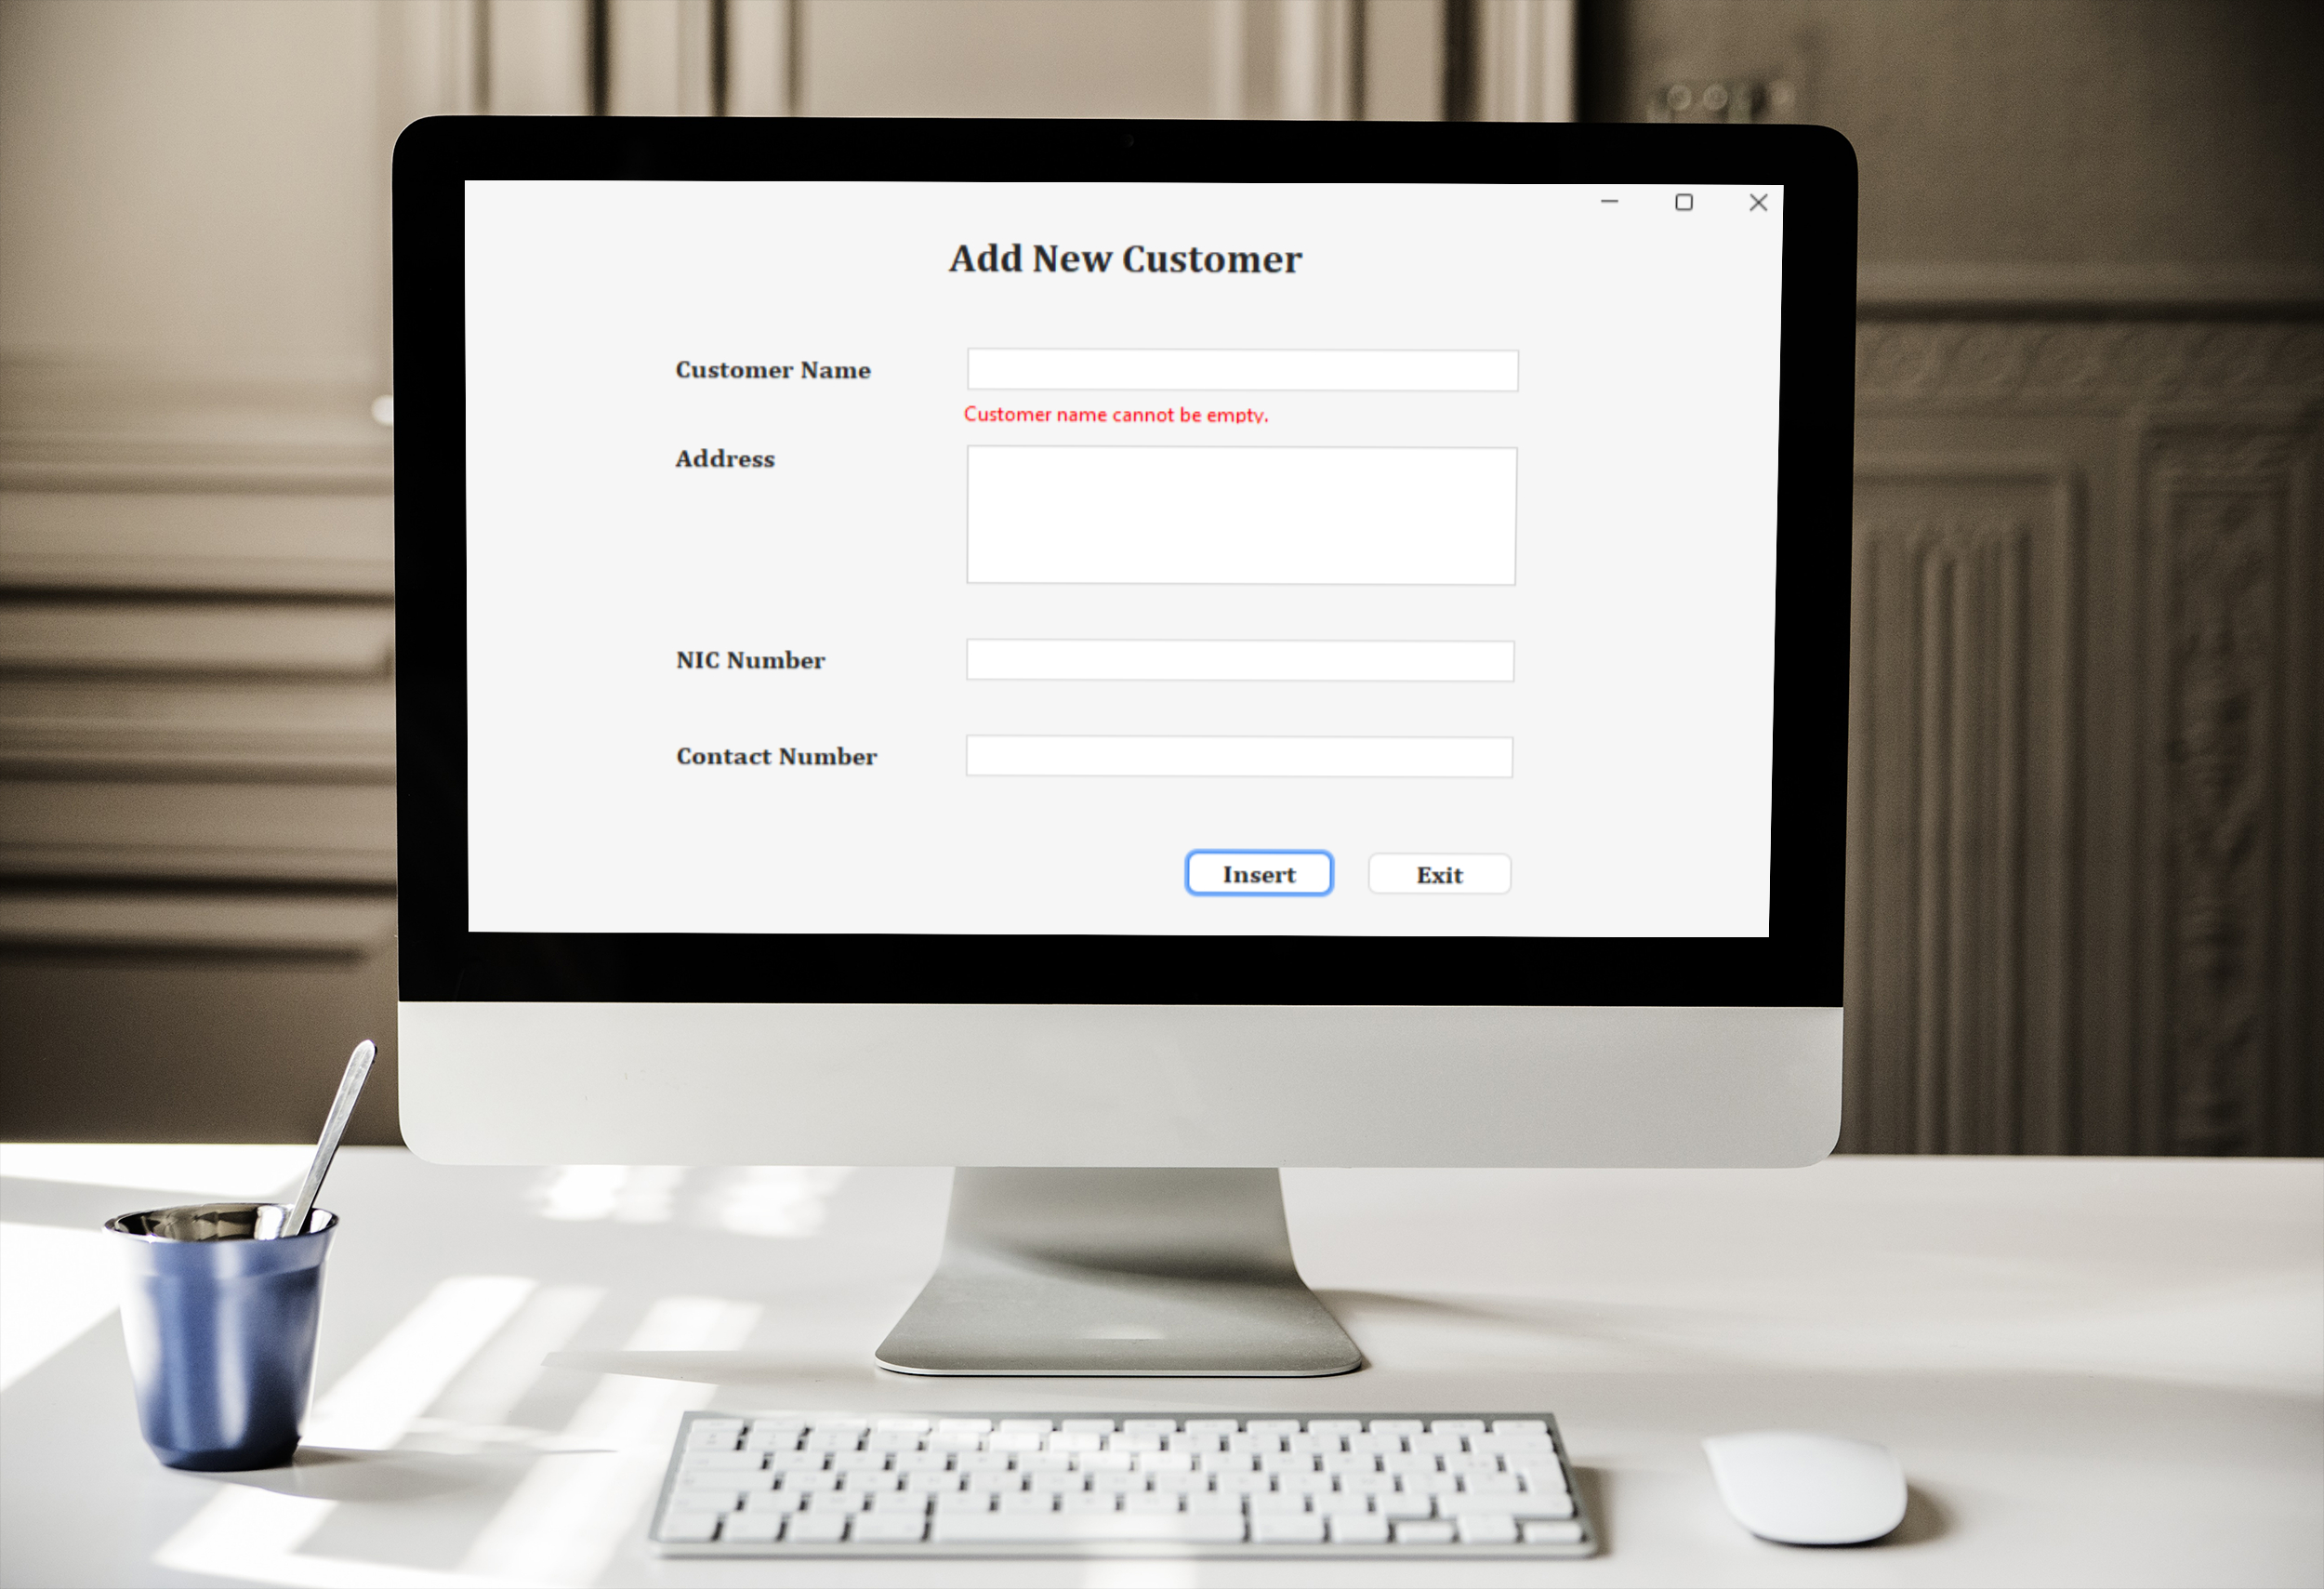 Add New Customer
Customer Name
Customer name cannot be empty.
Address
NIC Number
Contact Number
Insert
Exit